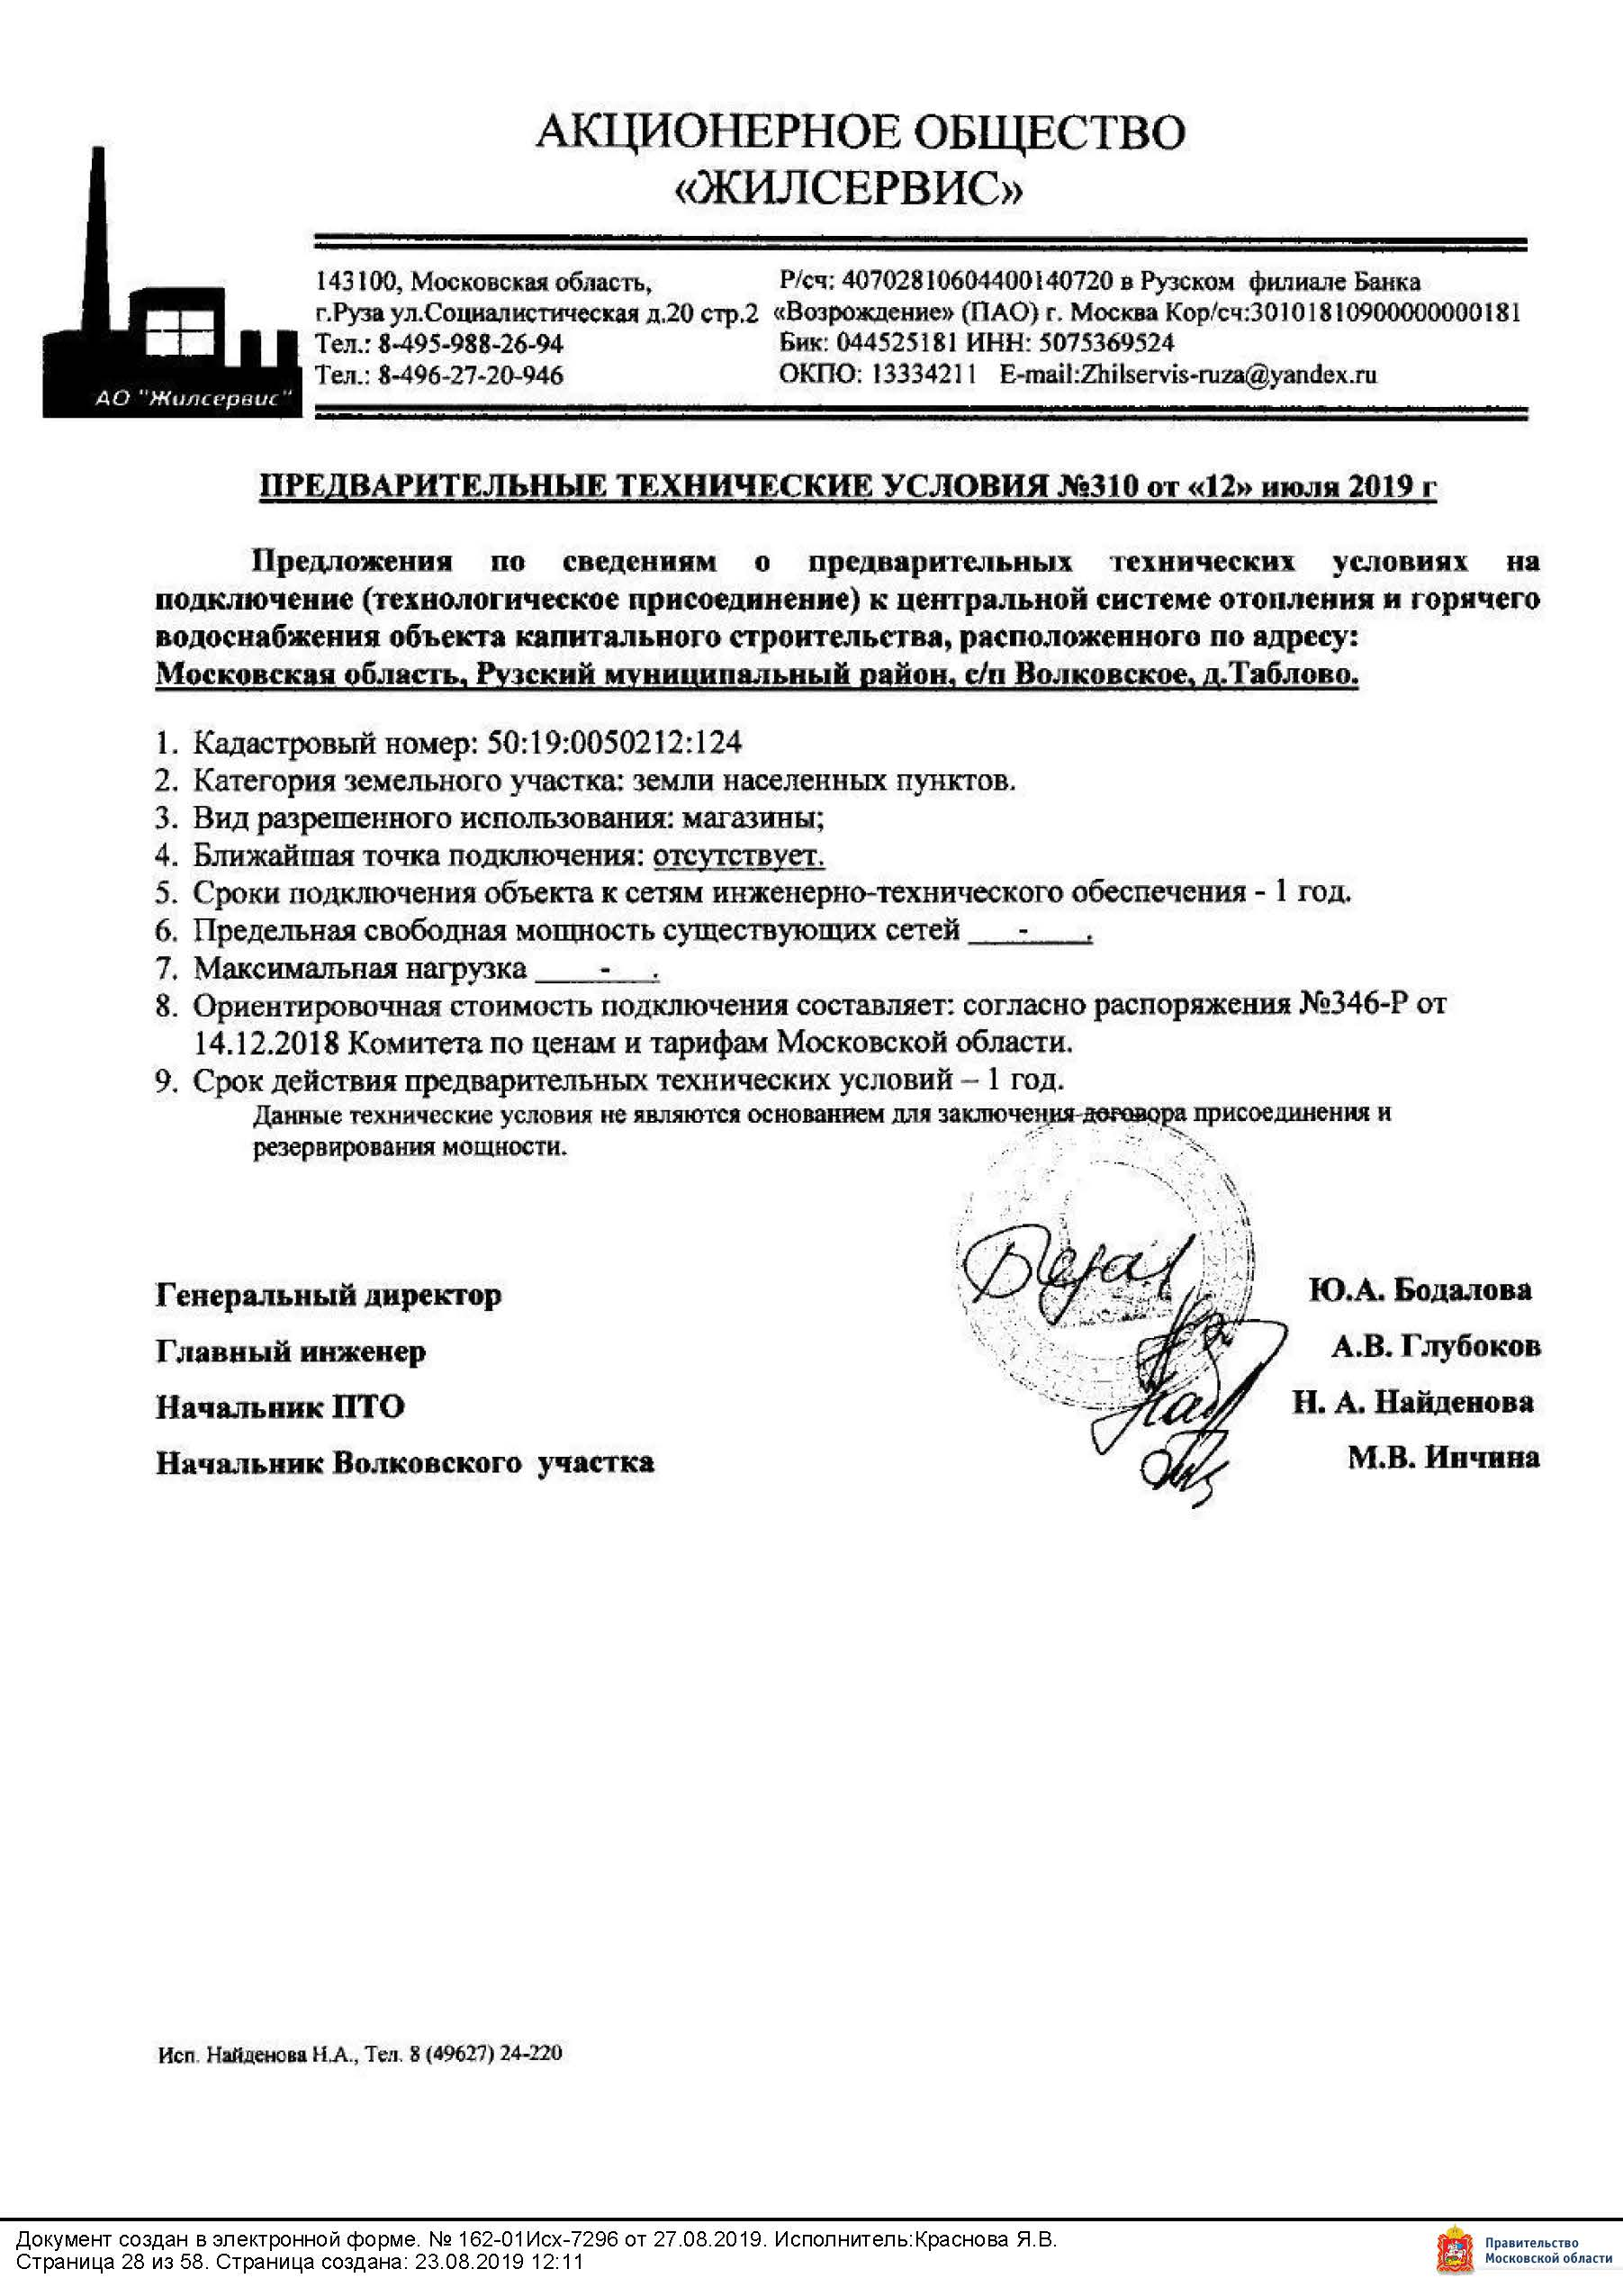 АКЦИОНЕРНОЕ ОБЩЕСТВО
«ЖИЛСЕРВИС»
АО "Жилсервис"
143100, Московская область,
г.Руза ул.Социалистическая д.20 стр.2
Тел.: 8-495-988-26-94
Тел.: 8-496-27-20-946
Р/сч: 40702810604400140720 в Рузском филиале Банка
«Возрождение» (ПАО) г. Москва Кор/сч:30101810900000000181
Бик: 044525181 ИНН: 5075369524
ОКПО: 13334211 E-mail:Zhilservis-ruza@yandex.ru
ПРЕДВАРИТЕЛЬНЫЕ ТЕХНИЧЕСКИЕ УСЛОВИЯ №310 от «12» июля 2019 г
Предложения по сведениям о предварительных технических условиях на
подключение (технологическое присоединение) к центральной системе отопления и горячего
водоснабжения объекта капитального строительства, расположенного по адресу:
Московская область, Рузский муниципальный район, с/п Волковское, д.Таблово.
1. Кадастровый номер: 50:19:0050212:124
2. Категория земельного участка: земли населенных пунктов.
3. Вид разрешенного использования: магазины;
4. Ближайшая точка подключения: отсутствует.
5. Сроки подключения объекта к сетям инженерно-технического обеспечения - 1 год.
6. Предельная свободная мощность существующих сетей ___-____.
7. Максимальная нагрузка ____-___.
8. Ориентировочная стоимость подключения составляет: согласно распоряжения №346-Р от
14.12.2018 Комитета по ценам и тарифам Московской области.
9. Срок действия предварительных технических условий – 1 год.
Данные технические условия не являются основанием для заключения договора присоединения и
резервирования мощности.
Генеральный директор Ю.А. Бодалова
Главный инженер А.В. Глубоков
Начальник ПТО Н. А. Найденова
Начальник Волковского участка М.В. Инчина
Исп. Найденова Н.А., Тел. 8 (49627) 24-220
Документ создан в электронной форме. № 162-01Исх-7296 от 27.08.2019. Исполнитель:Краснова Я.В.
Страница 28 из 58. Страница создана: 23.08.2019 12:11
Правительство
Московской области